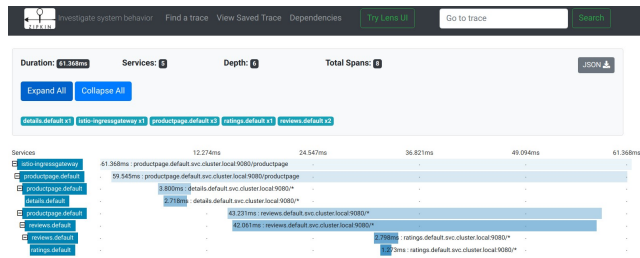 ZIPKIN Investigate system behavior Find a trace View Saved Trace Dependencies Try Lens UI Go to trace Search
Duration: 61.368ms Services: 5 Depth: 6 Total Spans: 8 JSON
Expand All Collapse All
details.default x1 istio-ingressgateway x1 productpage.default x3 ratings.default x1 reviews.default x2
Services 12.274ms 24.547ms 36.821ms 49.094ms 61.368ms
istio-ingressgateway 61.368ms : productpage.default.svc.cluster.local:9080/productpage
productpage.default 59.545ms : productpage.default.svc.cluster.local:9080/productpage
productpage.default 3.800ms : details.default.svc.cluster.local:9080/*
details.default 2.718ms : details.default.svc.cluster.local:9080/*
productpage.default 43.231ms : reviews.default.svc.cluster.local:9080/*
reviews.default 42.061ms : reviews.default.svc.cluster.local:9080/*
reviews.default 2.798ms : ratings.default.svc.cluster.local:9080/*
ratings.default 1.273ms : ratings.default.svc.cluster.local:9080/*